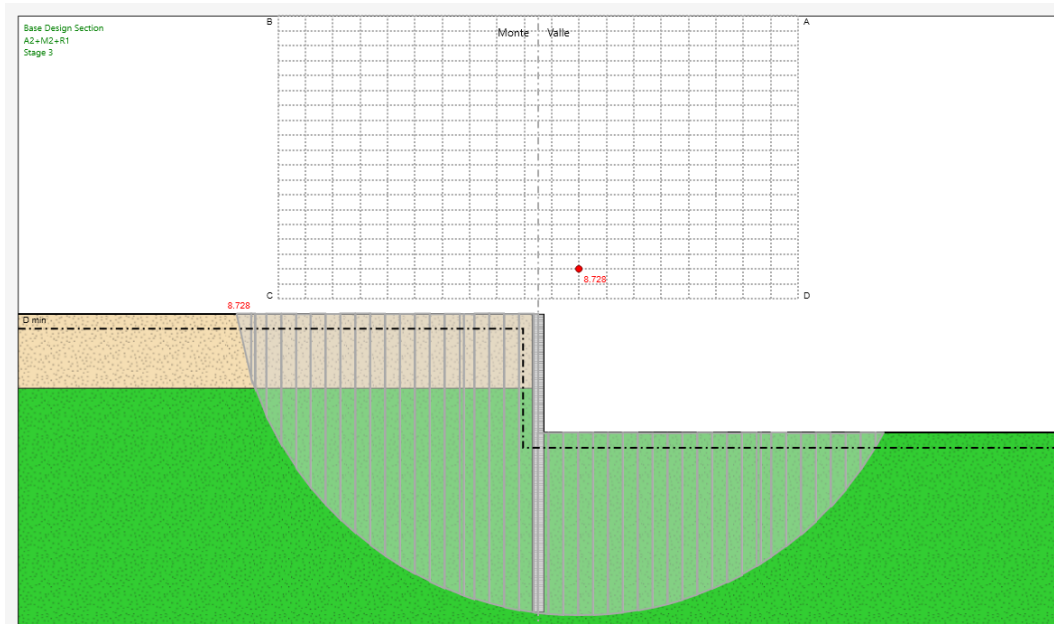 Base Design Section
A2+M2+R1
Stage 3
B
A
Monte
Valle
8.728
C
D
8.728
D min